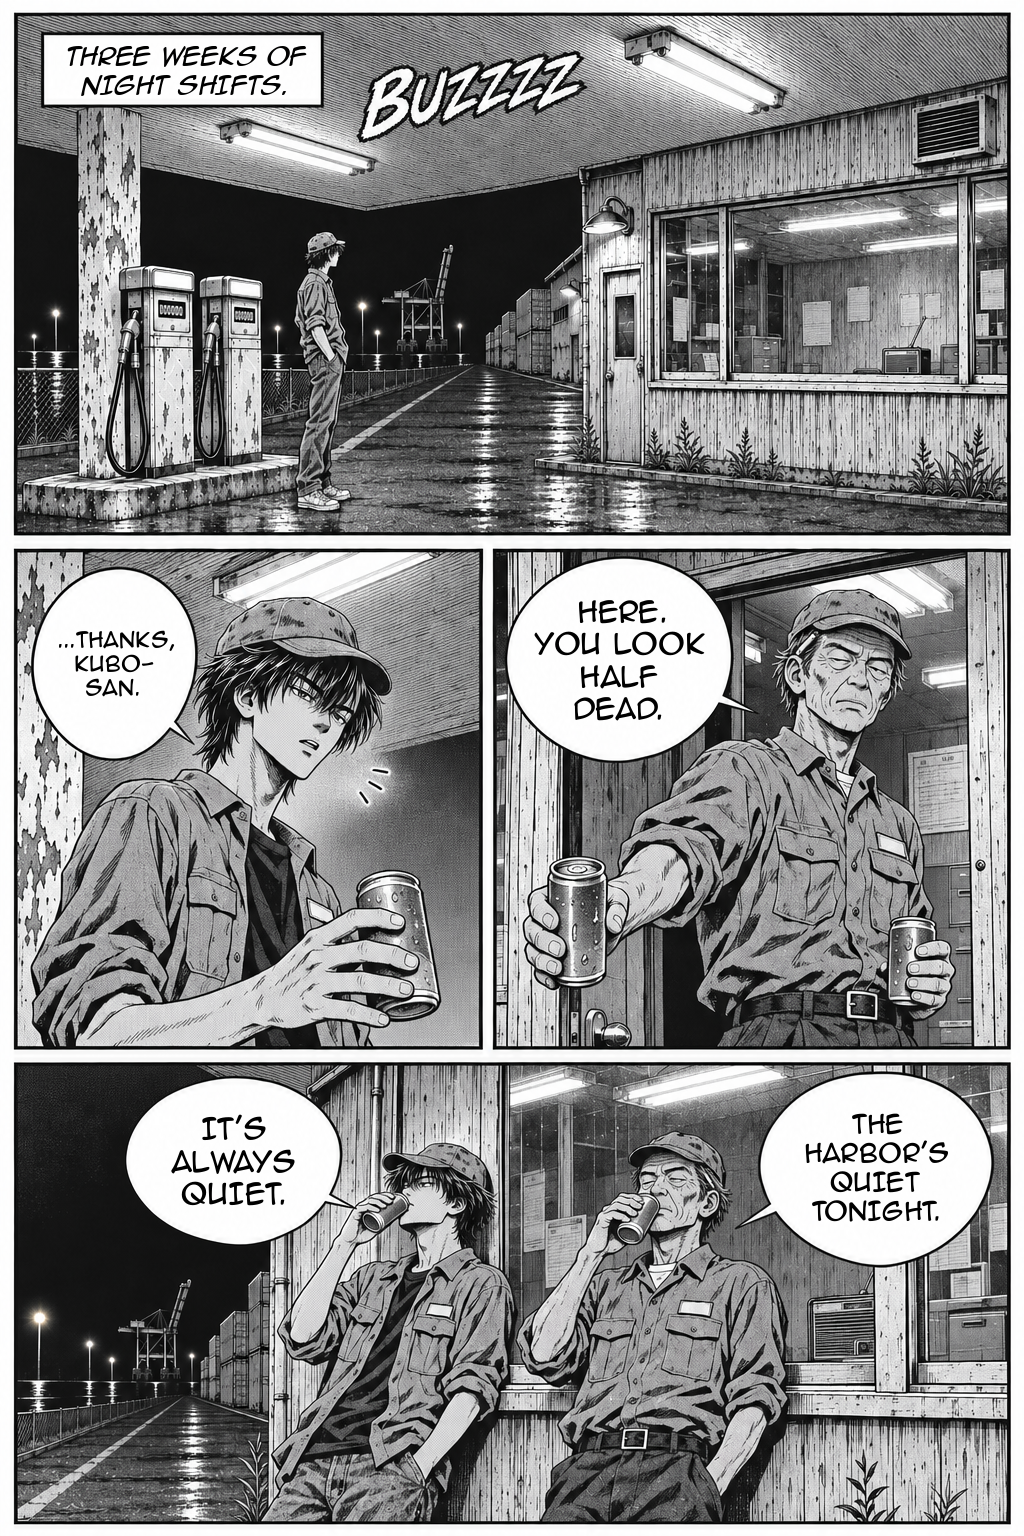 THREE WEEKS OF
NIGHT SHIFTS.
BUZZZZ
HERE.
YOU LOOK
HALF
DEAD.
...THANKS,
KUBO-
SAN.
THE
HARBOR'S
QUIET
TONIGHT.
IT'S
ALWAYS
QUIET.